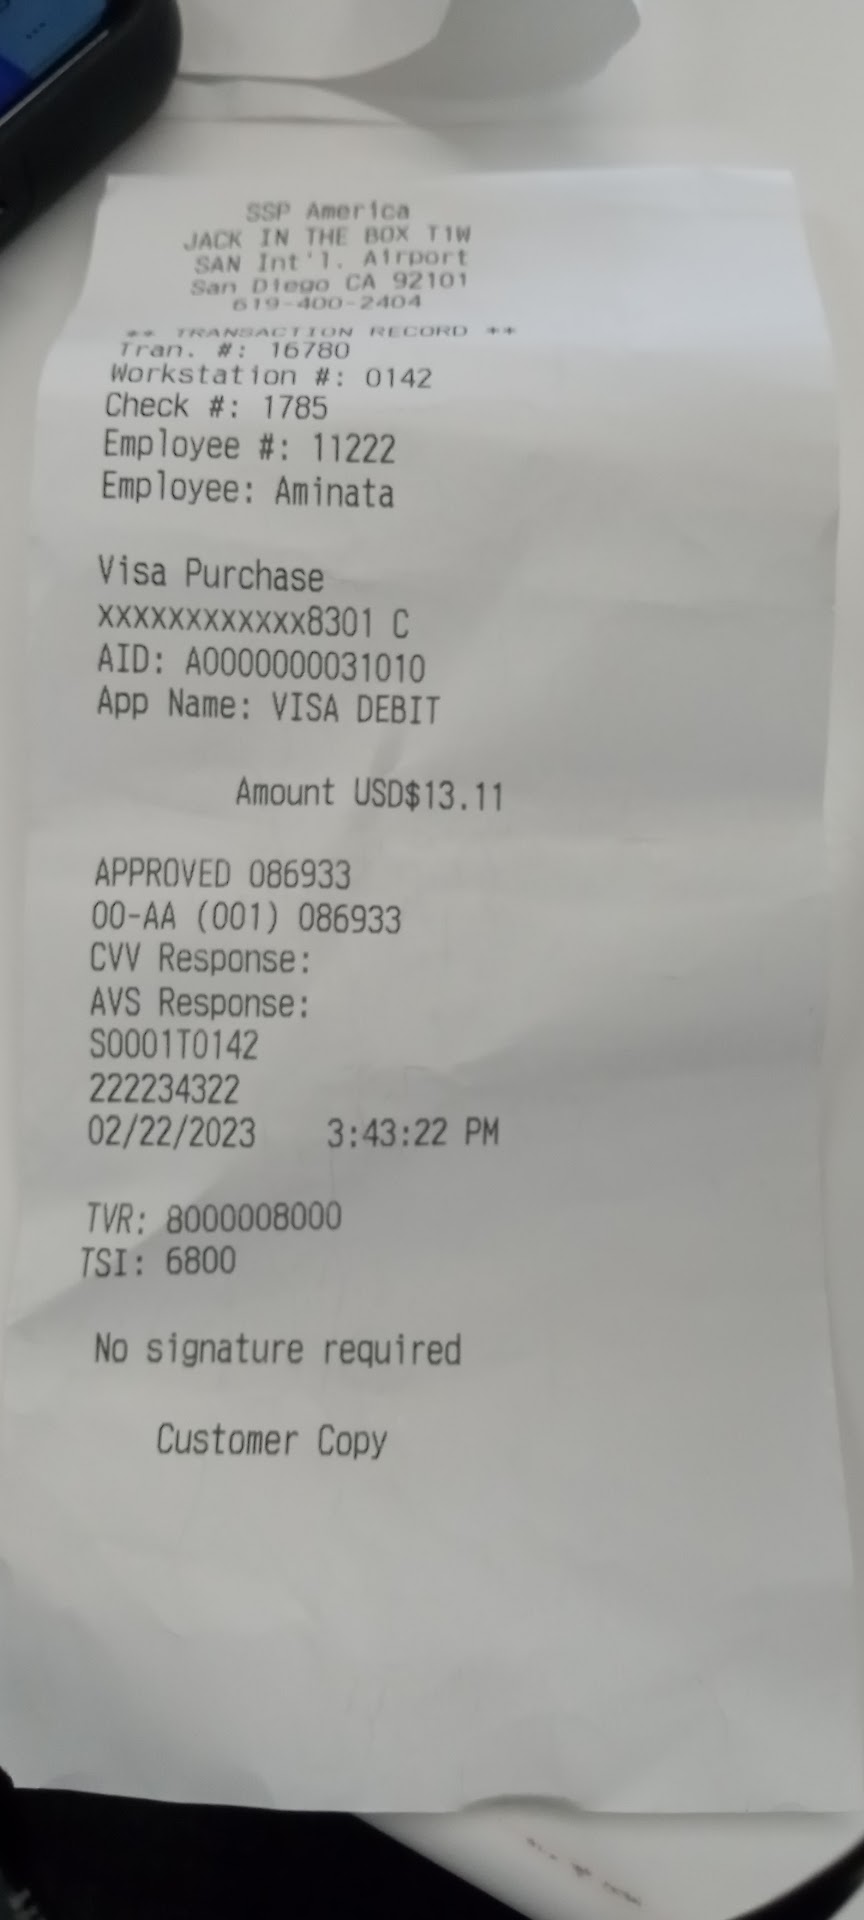 SSP America
JACK IN THE BOX T1W
SAN Int'l. Airport
San Diego CA 92101
619-400-2404
** TRANSACTION RECORD **
Tran. #: 16780
Workstation #: 0142
Check #: 1785
Employee #: 11222
Employee: Aminata
Visa Purchase
XXXXXXXXXXXX8301 C
AID: A0000000031010
App Name: VISA DEBIT
Amount USD$13.11
APPROVED 086933
00-AA (001) 086933
CVV Response:
AVS Response:
S0001T0142
222234322
02/22/2023 3:43:22 PM
TVR: 8000008000
TSI: 6800
No signature required
Customer Copy